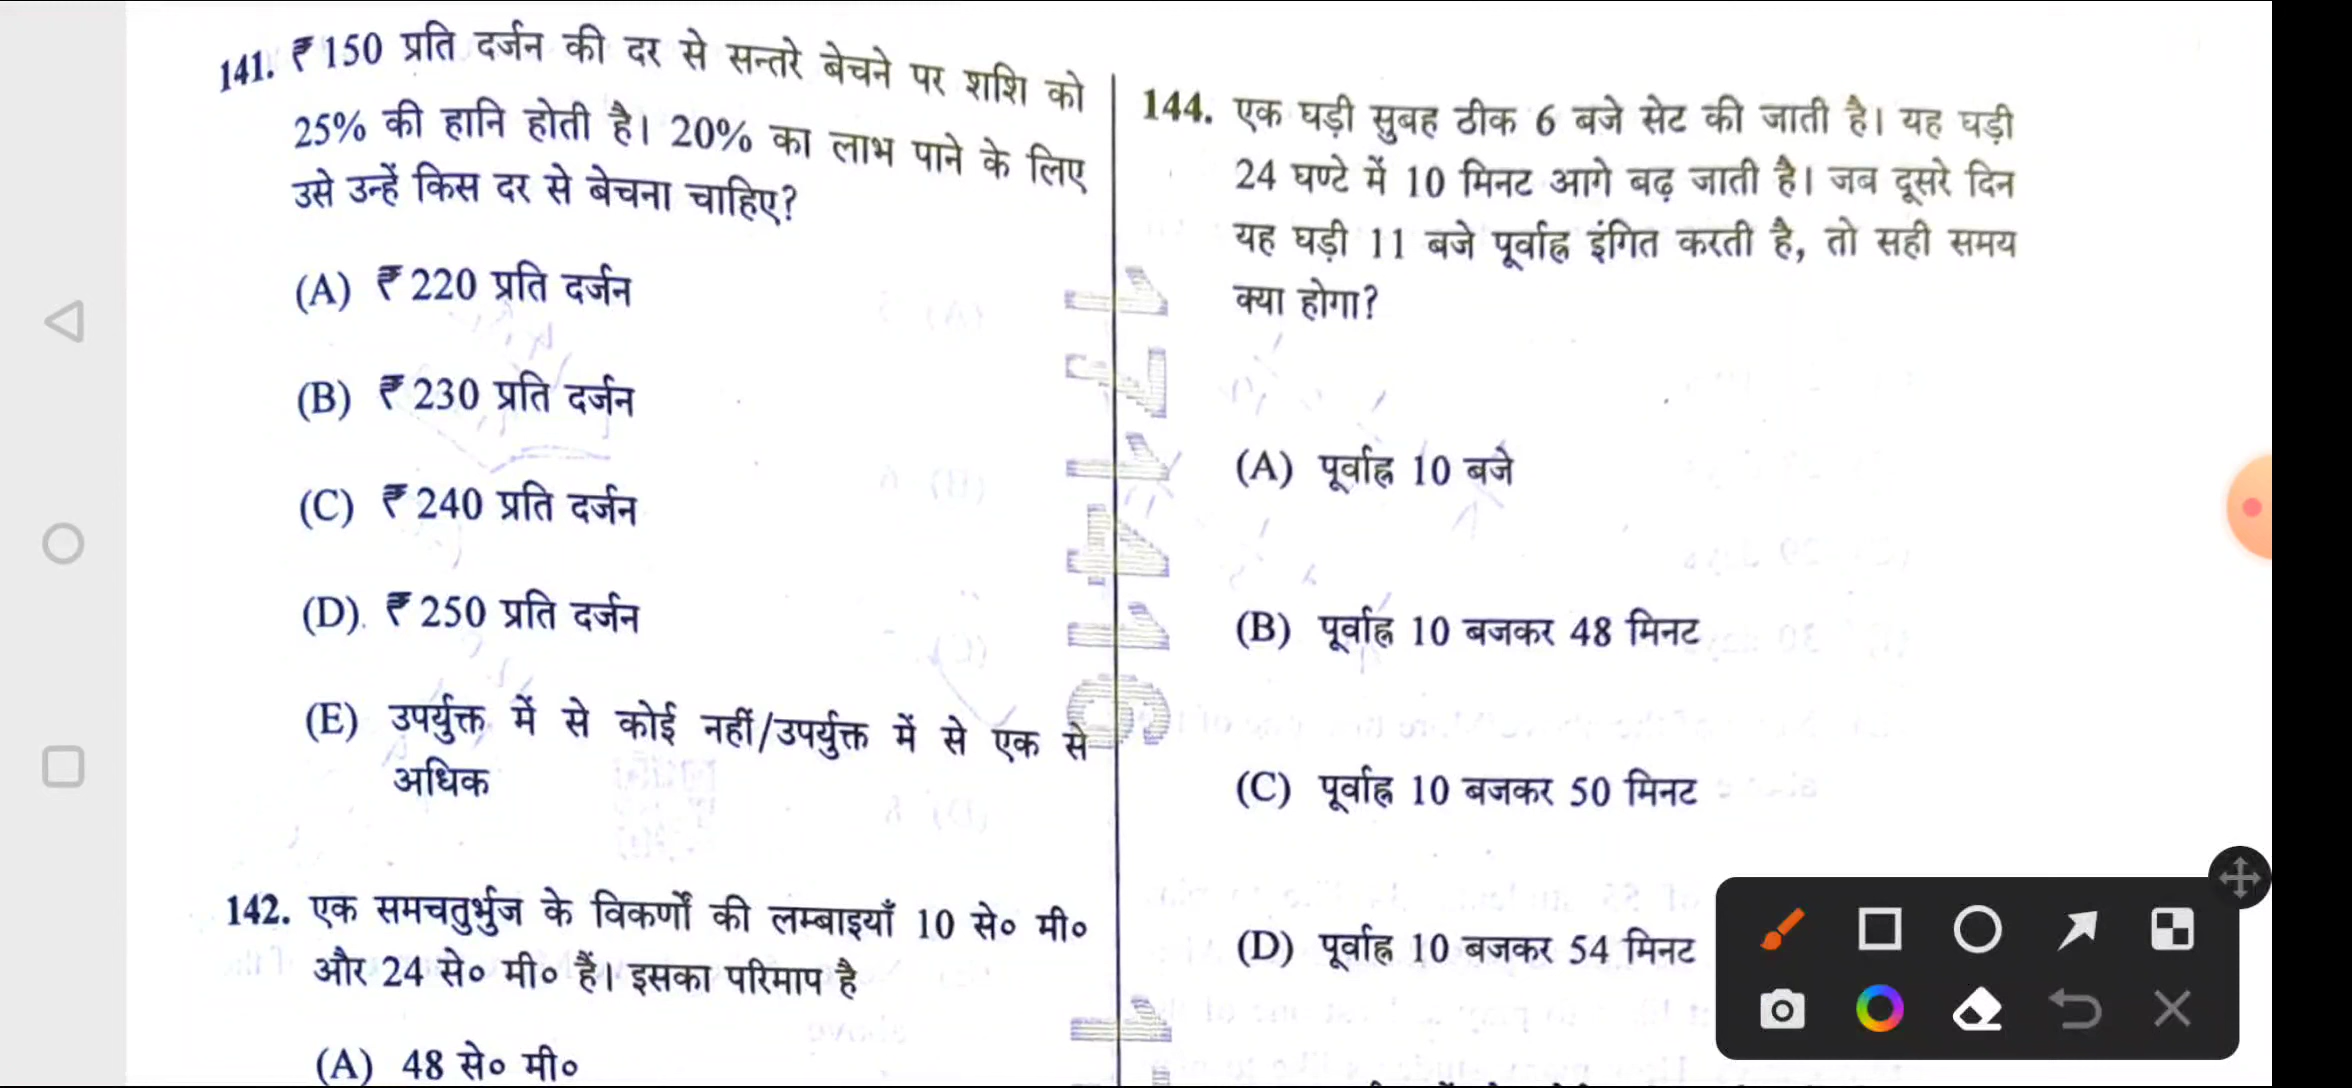 141. ₹ 150 प्रति दर्जन की दर से सन्तरे बेचने पर शशि को
25% की हानि होती है। 20% का लाभ पाने के लिए
उसे उन्हें किस दर से बेचना चाहिए?
(A) ₹ 220 प्रति दर्जन
(B) ₹ 230 प्रति दर्जन
(C) ₹ 240 प्रति दर्जन
(D) ₹ 250 प्रति दर्जन
(E) उपर्युक्त में से कोई नहीं/उपर्युक्त में से एक से
अधिक
142. एक समचतुर्भुज के विकर्णों की लम्बाइयाँ 10 से० मी०
और 24 से० मी० हैं। इसका परिमाप है
(A) 48 से० मी०
144. एक घड़ी सुबह ठीक 6 बजे सेट की जाती है। यह घड़ी
24 घण्टे में 10 मिनट आगे बढ़ जाती है। जब दूसरे दिन
यह घड़ी 11 बजे पूर्वाह्न इंगित करती है, तो सही समय
क्या होगा?
(A) पूर्वाह्न 10 बजे
(B) पूर्वाह्न 10 बजकर 48 मिनट
(C) पूर्वाह्न 10 बजकर 50 मिनट
(D) पूर्वाह्न 10 बजकर 54 मिनट